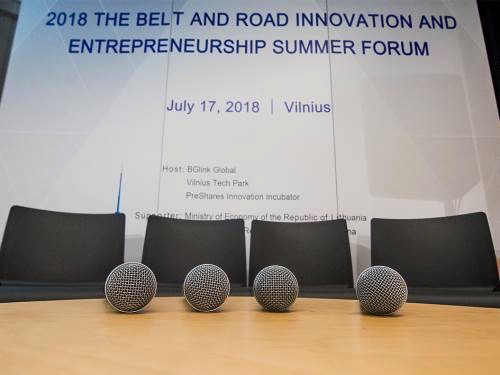 2018 THE BELT AND ROAD INNOVATION AND
ENTREPRENEURSHIP SUMMER FORUM
July 17, 2018 | Vilnius
Host: BGlink Global
Vilnius Tech Park
PreShares Innovation Incubator
Supporter: Ministry of Economy of the Republic of Lithuania